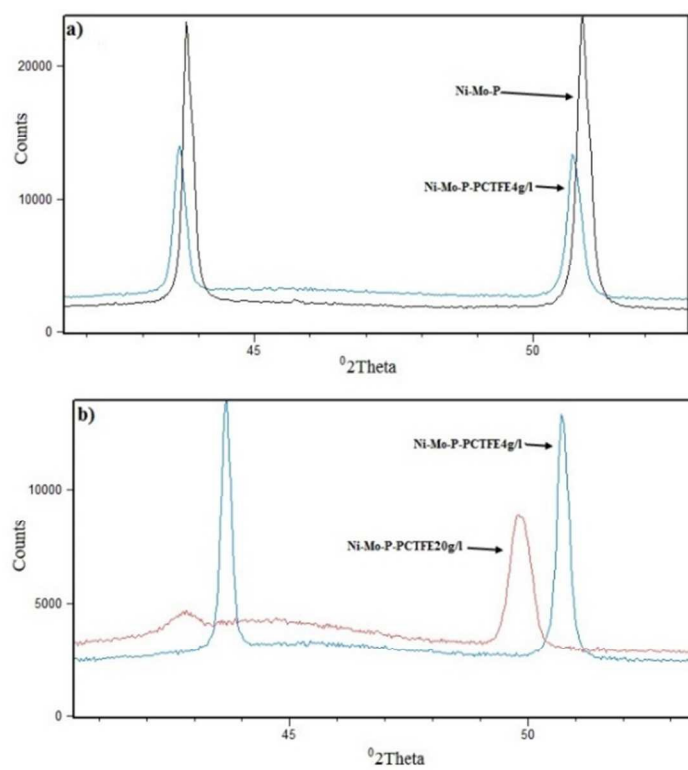 a)
20000
Ni-Mo-P
Counts
10000
Ni-Mo-P-PCTFE4g/l
0
45
50
⁰2Theta
b)
Ni-Mo-P-PCTFE4g/l
10000
Counts
Ni-Mo-P-PCTFE20g/l
5000
0
45
50
⁰2Theta